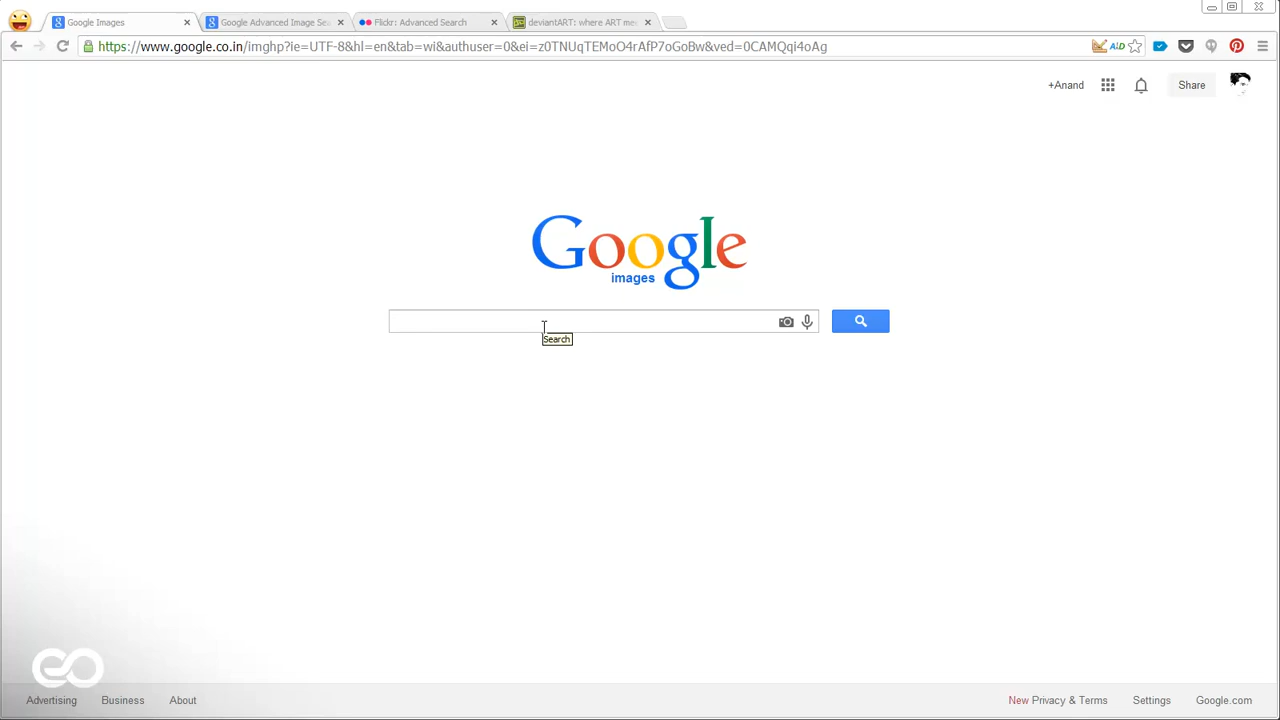 Google Images
Google Advanced Image Sea
Flickr: Advanced Search
deviantART: where ART me
https://www.google.co.in/imghp?ie=UTF-8&hl=en&tab=wi&authuser=0&ei=z0TNUqTEMoO4rAfP7oGoBw&ved=0CAMQqi4oAg
+Anand
Share
Google
images
Search
Advertising Business About New Privacy & Terms Settings Google.com